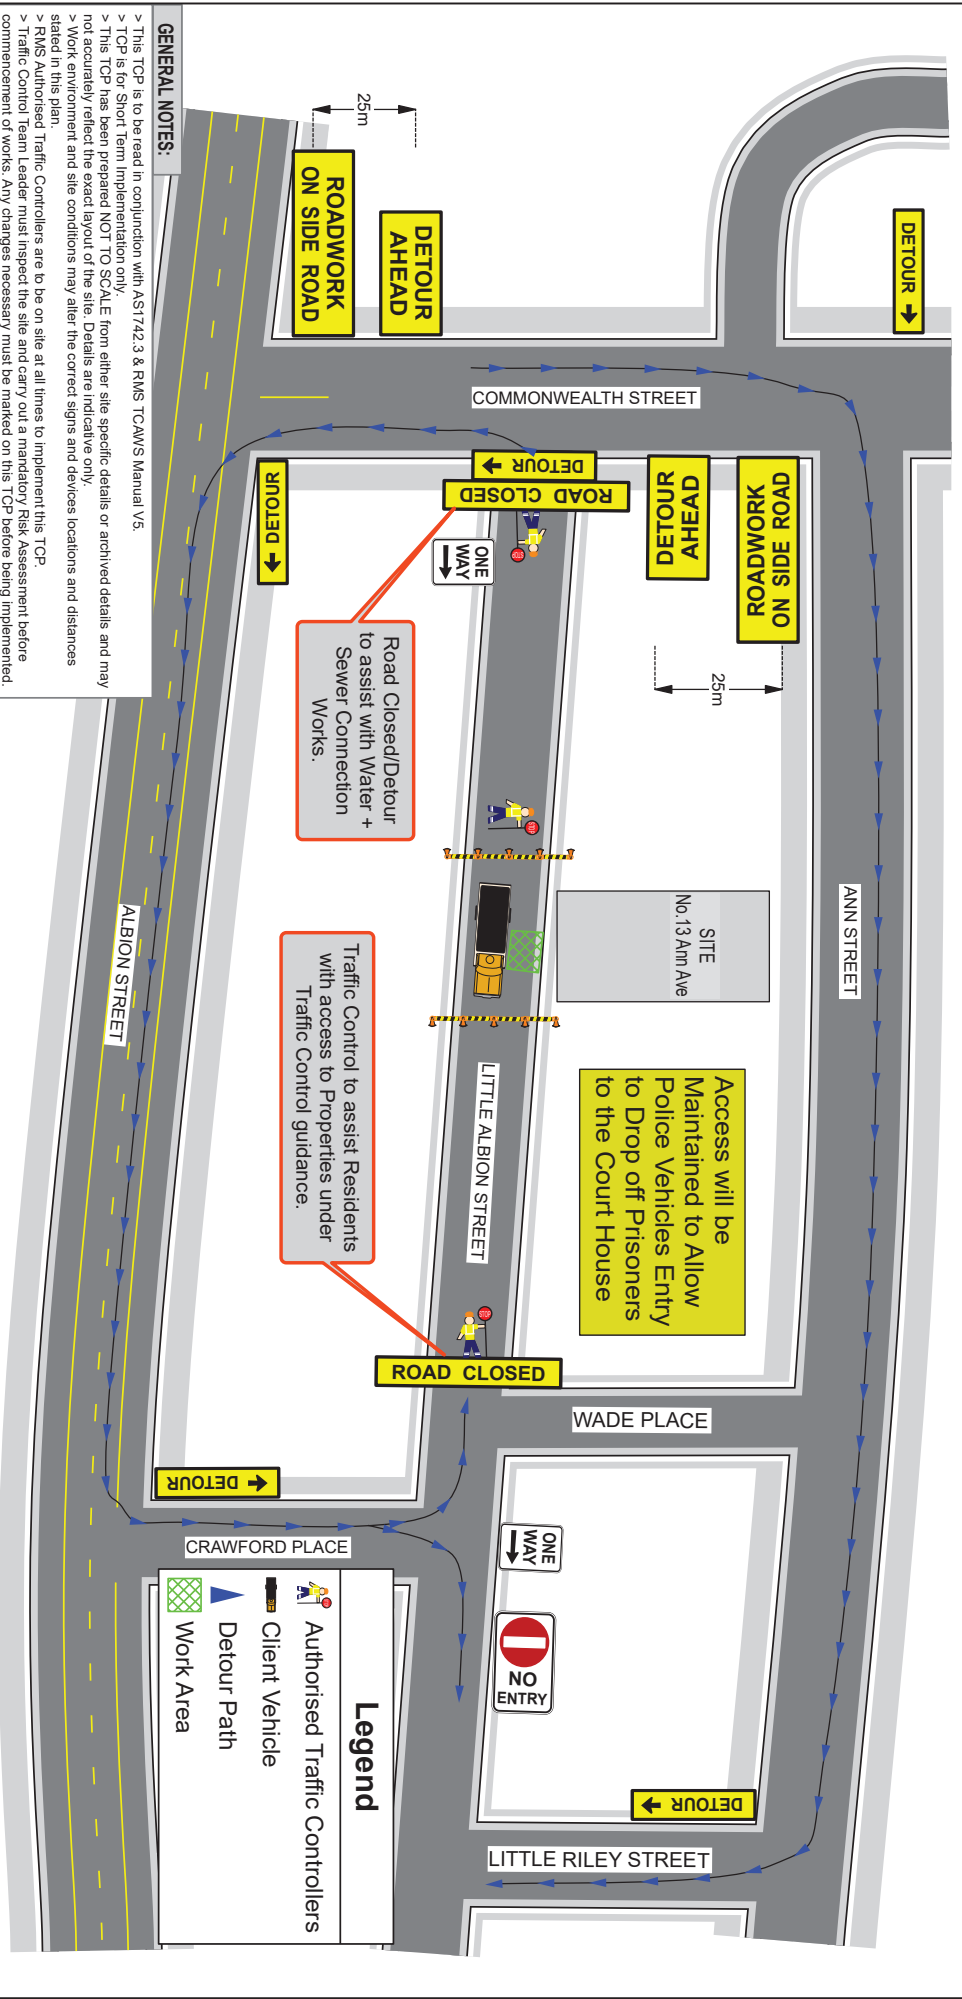 DETOUR
25m
ROADWORK
ON SIDE ROAD
DETOUR
AHEAD
COMMONWEALTH STREET
DETOUR
ROAD CLOSED
DETOUR
AHEAD
ROADWORK
ON SIDE ROAD
DETOUR
STOP
ONE
WAY
25m
Road Closed/Detour
to assist with Water +
Sewer Connection
Works.
STOP
SITE
No.13 Ann Ave
ANN STREET
ALBION STREET
Traffic Control to assist Residents
with access to Properties under
Traffic Control guidance.
LITTLE ALBION STREET
Access will be
Maintained to Allow
Police Vehicles Entry
to Drop off Prisoners
to the Court House
STOP
ROAD CLOSED
WADE PLACE
DETOUR
CRAWFORD PLACE
ONE
WAY
NO
ENTRY
DETOUR
LITTLE RILEY STREET
Legend
Authorised Traffic Controllers
Client Vehicle
Detour Path
Work Area
GENERAL NOTES:
> This TCP is to be read in conjunction with AS1742.3 & RMS TCAWS Manual V5.
> TCP is for Short Term Implementation only.
> This TCP has been prepared NOT TO SCALE from either site specific details or archived details and may
not accurately reflect the exact layout of the site. Details are indicative only.
> Work environment and site conditions may alter the correct signs and devices locations and distances
stated in this plan.
> RMS Authorised Traffic Controllers are to be on site at all times to implement this TCP.
> Traffic Control Team Leader must inspect the site and carry out a mandatory Risk Assessment before
commencement of works. Any changes necessary must be marked on this TCP before being implemented.